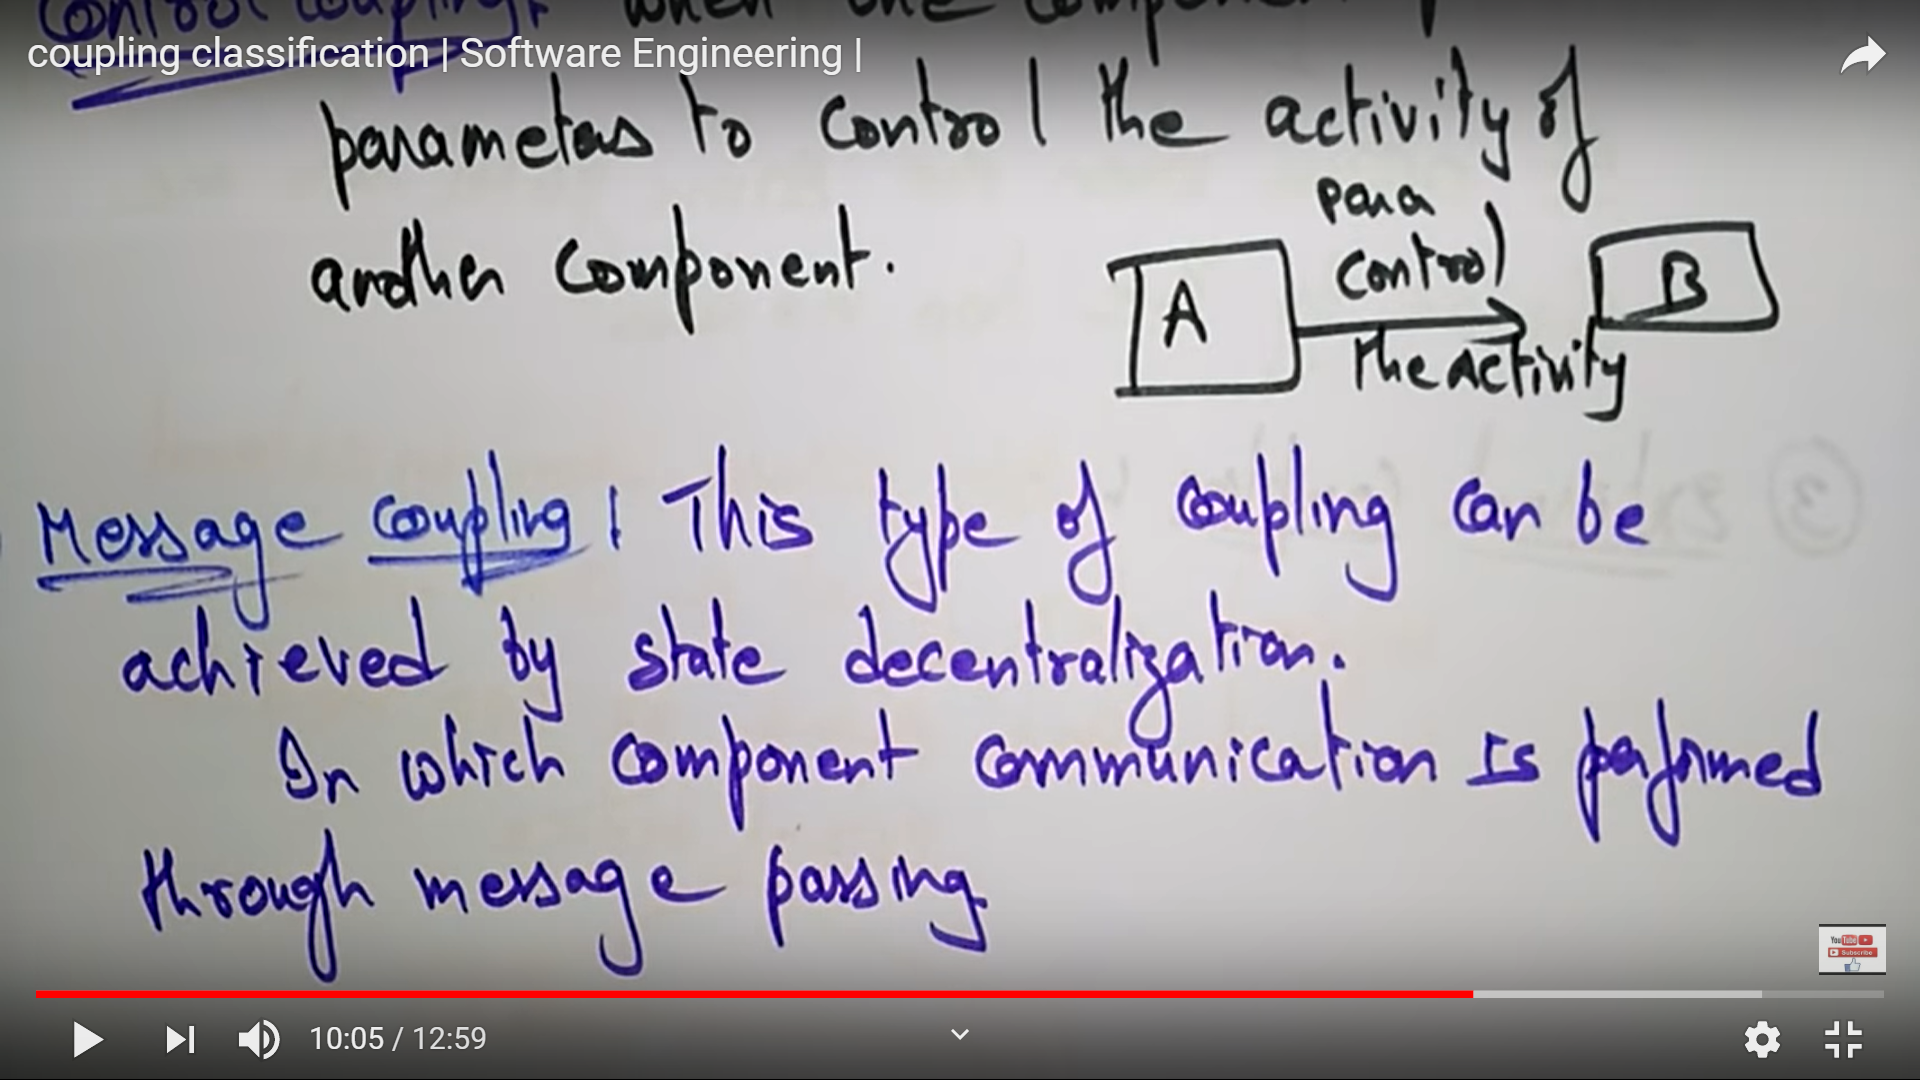 Control coupling: when one component p
coupling classification | Software Engineering |
parameters to control the activity of
another component.
para
control
A
B
the activity
Message coupling: This type of coupling can be
achieved by state decentralization.
In which component communication is performed
through message passing.
You Tube
Subscribe
10:05 / 12:59